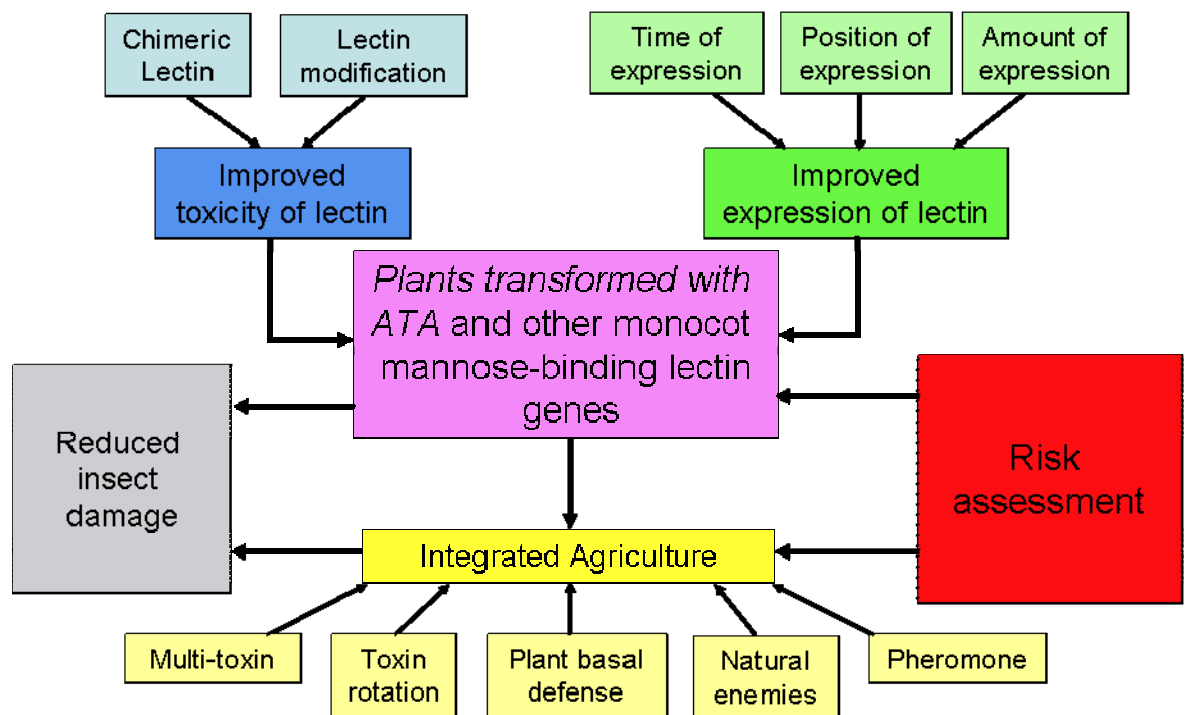 Chimeric
Lectin
Lectin
modification
Time of
expression
Position of
expression
Amount of
expression
Improved
toxicity of lectin
Improved
expression of lectin
Plants transformed with
ATA and other monocot
mannose-binding lectin
genes
Reduced
insect
damage
Risk
assessment
Integrated Agriculture
Multi-toxin
Toxin
rotation
Plant basal
defense
Natural
enemies
Pheromone